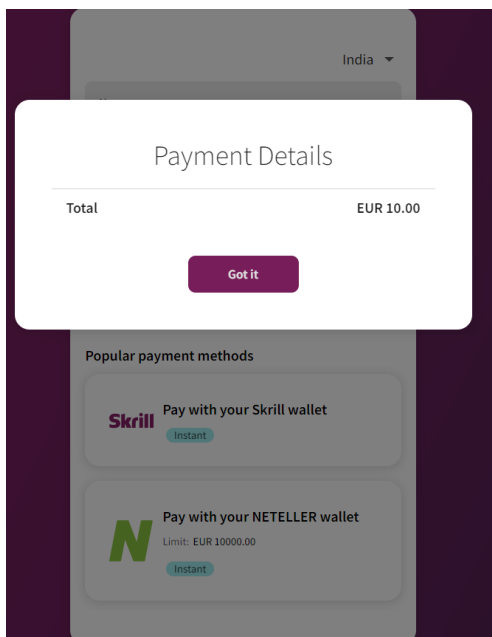 India
Payment Details
Total EUR 10.00
Got it
Popular payment methods
Skrill
Pay with your Skrill wallet
Instant
N
Pay with your NETELLER wallet
Limit: EUR 10000.00
Instant